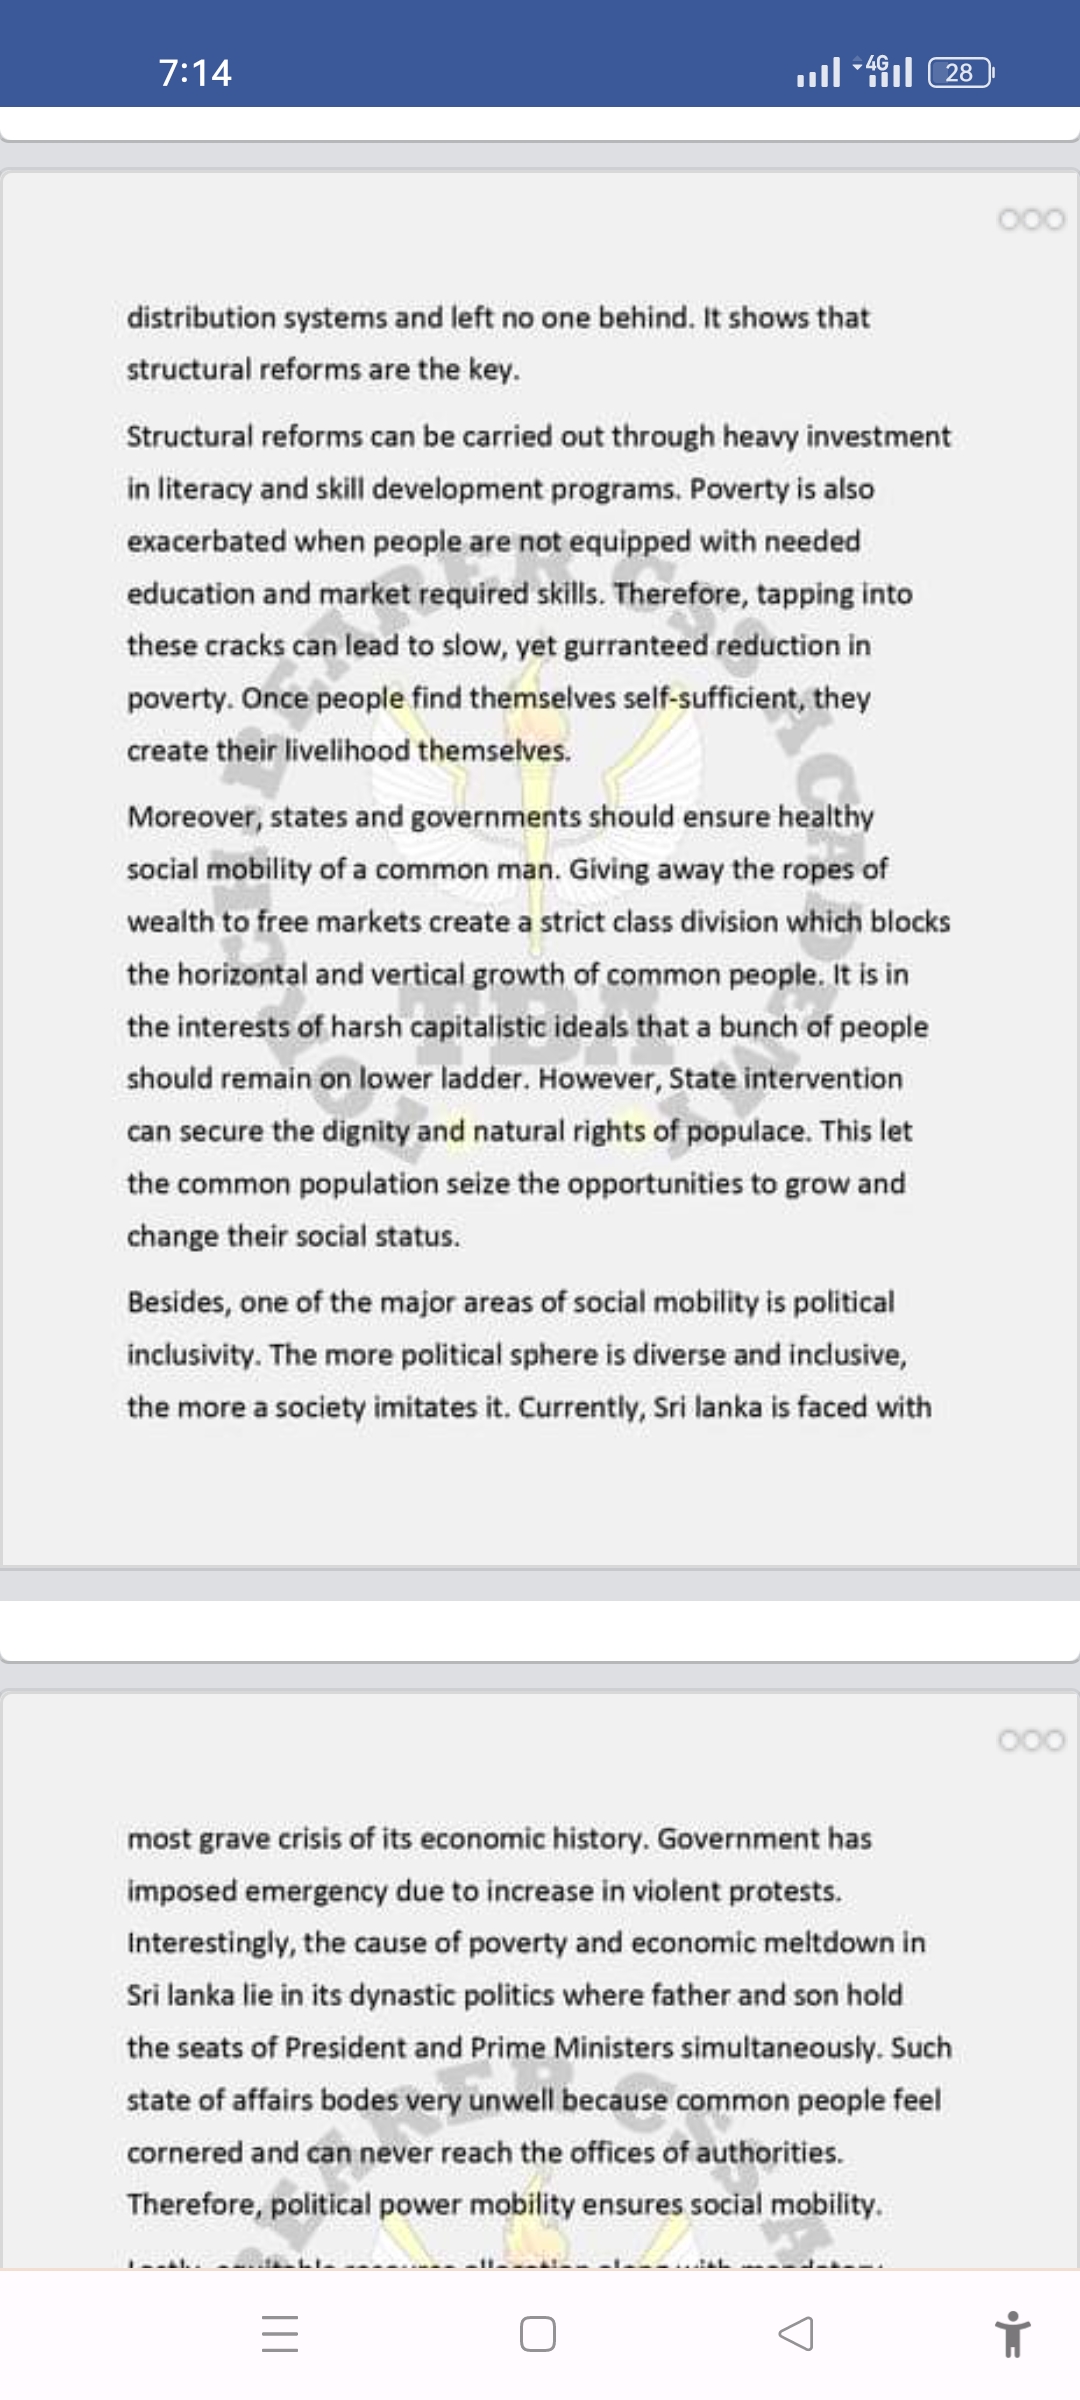 7:14
4G
28
distribution systems and left no one behind. It shows that
structural reforms are the key.
Structural reforms can be carried out through heavy investment
in literacy and skill development programs. Poverty is also
exacerbated when people are not equipped with needed
education and market required skills. Therefore, tapping into
these cracks can lead to slow, yet gurranteed reduction in
poverty. Once people find themselves self-sufficient, they
create their livelihood themselves.
Moreover, states and governments should ensure healthy
social mobility of a common man. Giving away the ropes of
wealth to free markets create a strict class division which blocks
the horizontal and vertical growth of common people. It is in
the interests of harsh capitalistic ideals that a bunch of people
should remain on lower ladder. However, State intervention
can secure the dignity and natural rights of populace. This let
the common population seize the opportunities to grow and
change their social status.
Besides, one of the major areas of social mobility is political
inclusivity. The more political sphere is diverse and inclusive,
the more a society imitates it. Currently, Sri lanka is faced with
TORCH-BEARER CSS ACADEMY
TBA
most grave crisis of its economic history. Government has
imposed emergency due to increase in violent protests.
Interestingly, the cause of poverty and economic meltdown in
Sri lanka lie in its dynastic politics where father and son hold
the seats of President and Prime Ministers simultaneously. Such
state of affairs bodes very unwell because common people feel
cornered and can never reach the offices of authorities.
Therefore, political power mobility ensures social mobility.
BEARER CSS A